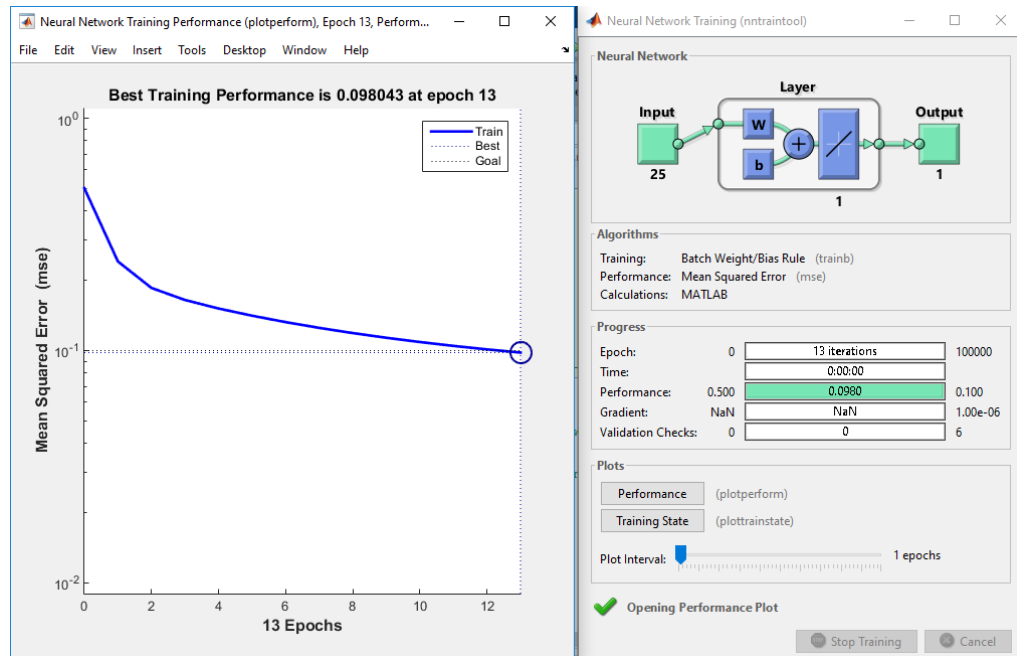 Neural Network Training Performance (plotperform), Epoch 13, Perform...
File Edit View Insert Tools Desktop Window Help
Best Training Performance is 0.098043 at epoch 13
Train
Best
Goal
10^0
10^-1
10^-2
Mean Squared Error (mse)
0 2 4 6 8 10 12
13 Epochs
Neural Network Training (nntraintool)
Neural Network
Layer
Input
Output
W
b
25
1
1
Algorithms
Training: Batch Weight/Bias Rule (trainb)
Performance: Mean Squared Error (mse)
Calculations: MATLAB
Progress
Epoch: 0 13 iterations 100000
Time: 0:00:00
Performance: 0.500 0.0980 0.100
Gradient: NaN NaN 1.00e-06
Validation Checks: 0 0 6
Plots
Performance (plotperform)
Training State (plottrainstate)
Plot Interval: 1 epochs
Opening Performance Plot
Stop Training Cancel